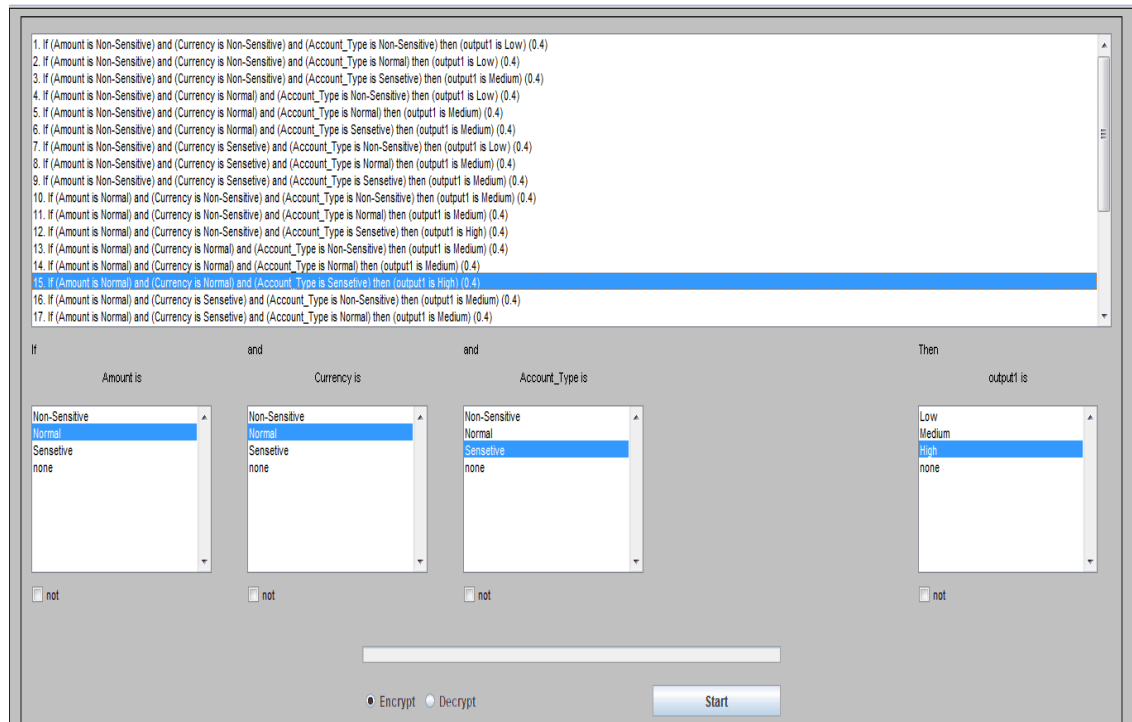 1. If (Amount is Non-Sensitive) and (Currency is Non-Sensitive) and (Account_Type is Non-Sensitive) then (output1 is Low) (0.4)
2. If (Amount is Non-Sensitive) and (Currency is Non-Sensitive) and (Account_Type is Normal) then (output1 is Low) (0.4)
3. If (Amount is Non-Sensitive) and (Currency is Non-Sensitive) and (Account_Type is Sensetive) then (output1 is Medium) (0.4)
4. If (Amount is Non-Sensitive) and (Currency is Normal) and (Account_Type is Non-Sensitive) then (output1 is Low) (0.4)
5. If (Amount is Non-Sensitive) and (Currency is Normal) and (Account_Type is Normal) then (output1 is Medium) (0.4)
6. If (Amount is Non-Sensitive) and (Currency is Normal) and (Account_Type is Sensetive) then (output1 is Medium) (0.4)
7. If (Amount is Non-Sensitive) and (Currency is Sensetive) and (Account_Type is Non-Sensitive) then (output1 is Low) (0.4)
8. If (Amount is Non-Sensitive) and (Currency is Sensetive) and (Account_Type is Normal) then (output1 is Medium) (0.4)
9. If (Amount is Non-Sensitive) and (Currency is Sensetive) and (Account_Type is Sensetive) then (output1 is Medium) (0.4)
10. If (Amount is Normal) and (Currency is Non-Sensitive) and (Account_Type is Non-Sensitive) then (output1 is Medium) (0.4)
11. If (Amount is Normal) and (Currency is Non-Sensitive) and (Account_Type is Normal) then (output1 is Medium) (0.4)
12. If (Amount is Normal) and (Currency is Non-Sensitive) and (Account_Type is Sensetive) then (output1 is High) (0.4)
13. If (Amount is Normal) and (Currency is Normal) and (Account_Type is Non-Sensitive) then (output1 is Medium) (0.4)
14. If (Amount is Normal) and (Currency is Normal) and (Account_Type is Normal) then (output1 is Medium) (0.4)
15. If (Amount is Normal) and (Currency is Normal) and (Account_Type is Sensetive) then (output1 is High) (0.4)
16. If (Amount is Normal) and (Currency is Sensetive) and (Account_Type is Non-Sensitive) then (output1 is Medium) (0.4)
17. If (Amount is Normal) and (Currency is Sensetive) and (Account_Type is Normal) then (output1 is Medium) (0.4)
If
Amount is
Non-Sensitive
Normal
Sensetive
none
not
and
Currency is
Non-Sensitive
Normal
Sensetive
none
not
and
Account_Type is
Non-Sensitive
Normal
Sensetive
none
not
Then
output1 is
Low
Medium
High
none
not
Encrypt
Decrypt
Start